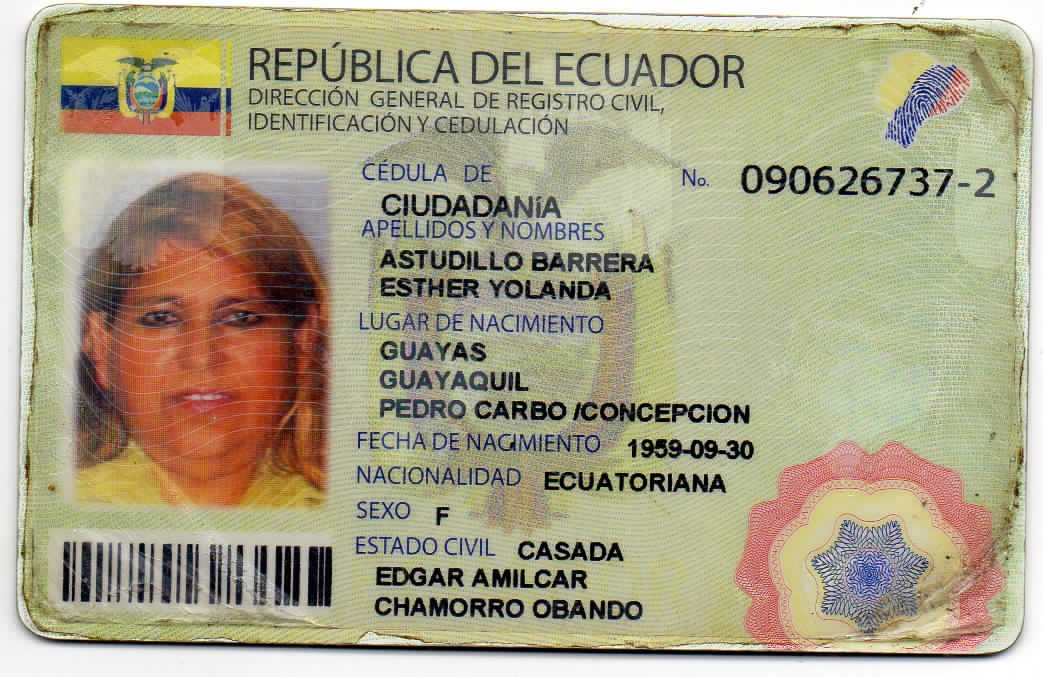 REPÚBLICA DEL ECUADOR
DIRECCIÓN GENERAL DE REGISTRO CIVIL,
IDENTIFICACIÓN Y CEDULACIÓN
CÉDULA DE No. 090626737-2
CIUDADANíA
APELLIDOS Y NOMBRES
ASTUDILLO BARRERA
ESTHER YOLANDA
LUGAR DE NACIMIENTO
GUAYAS
GUAYAQUIL
PEDRO CARBO /CONCEPCION
FECHA DE NACIMIENTO 1959-09-30
NACIONALIDAD ECUATORIANA
SEXO F
ESTADO CIVIL CASADA
EDGAR AMILCAR
CHAMORRO OBANDO